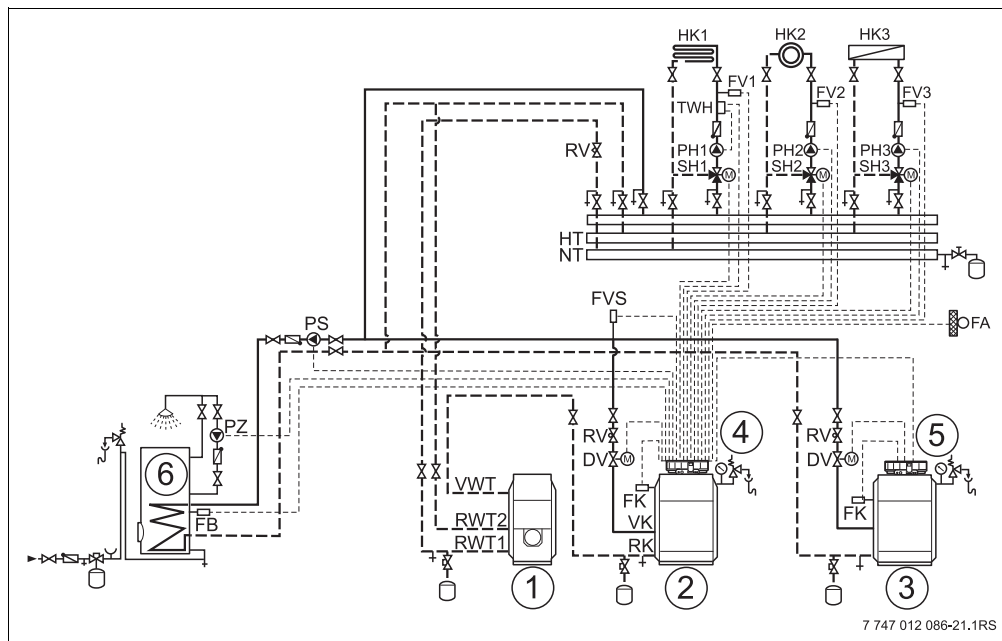 HK1 HK2 HK3
FV1 FV2 FV3
TWH
RV PH1 PH2 PH3
SH1 M SH2 M SH3 M
HT
NT
FVS
FA
PS
4 5
PZ RV RV
DV M DV M
6
FK FK
VWT
FB RWT2 VK
RWT1 RK
1 2 3
7 747 012 086-21.1RS